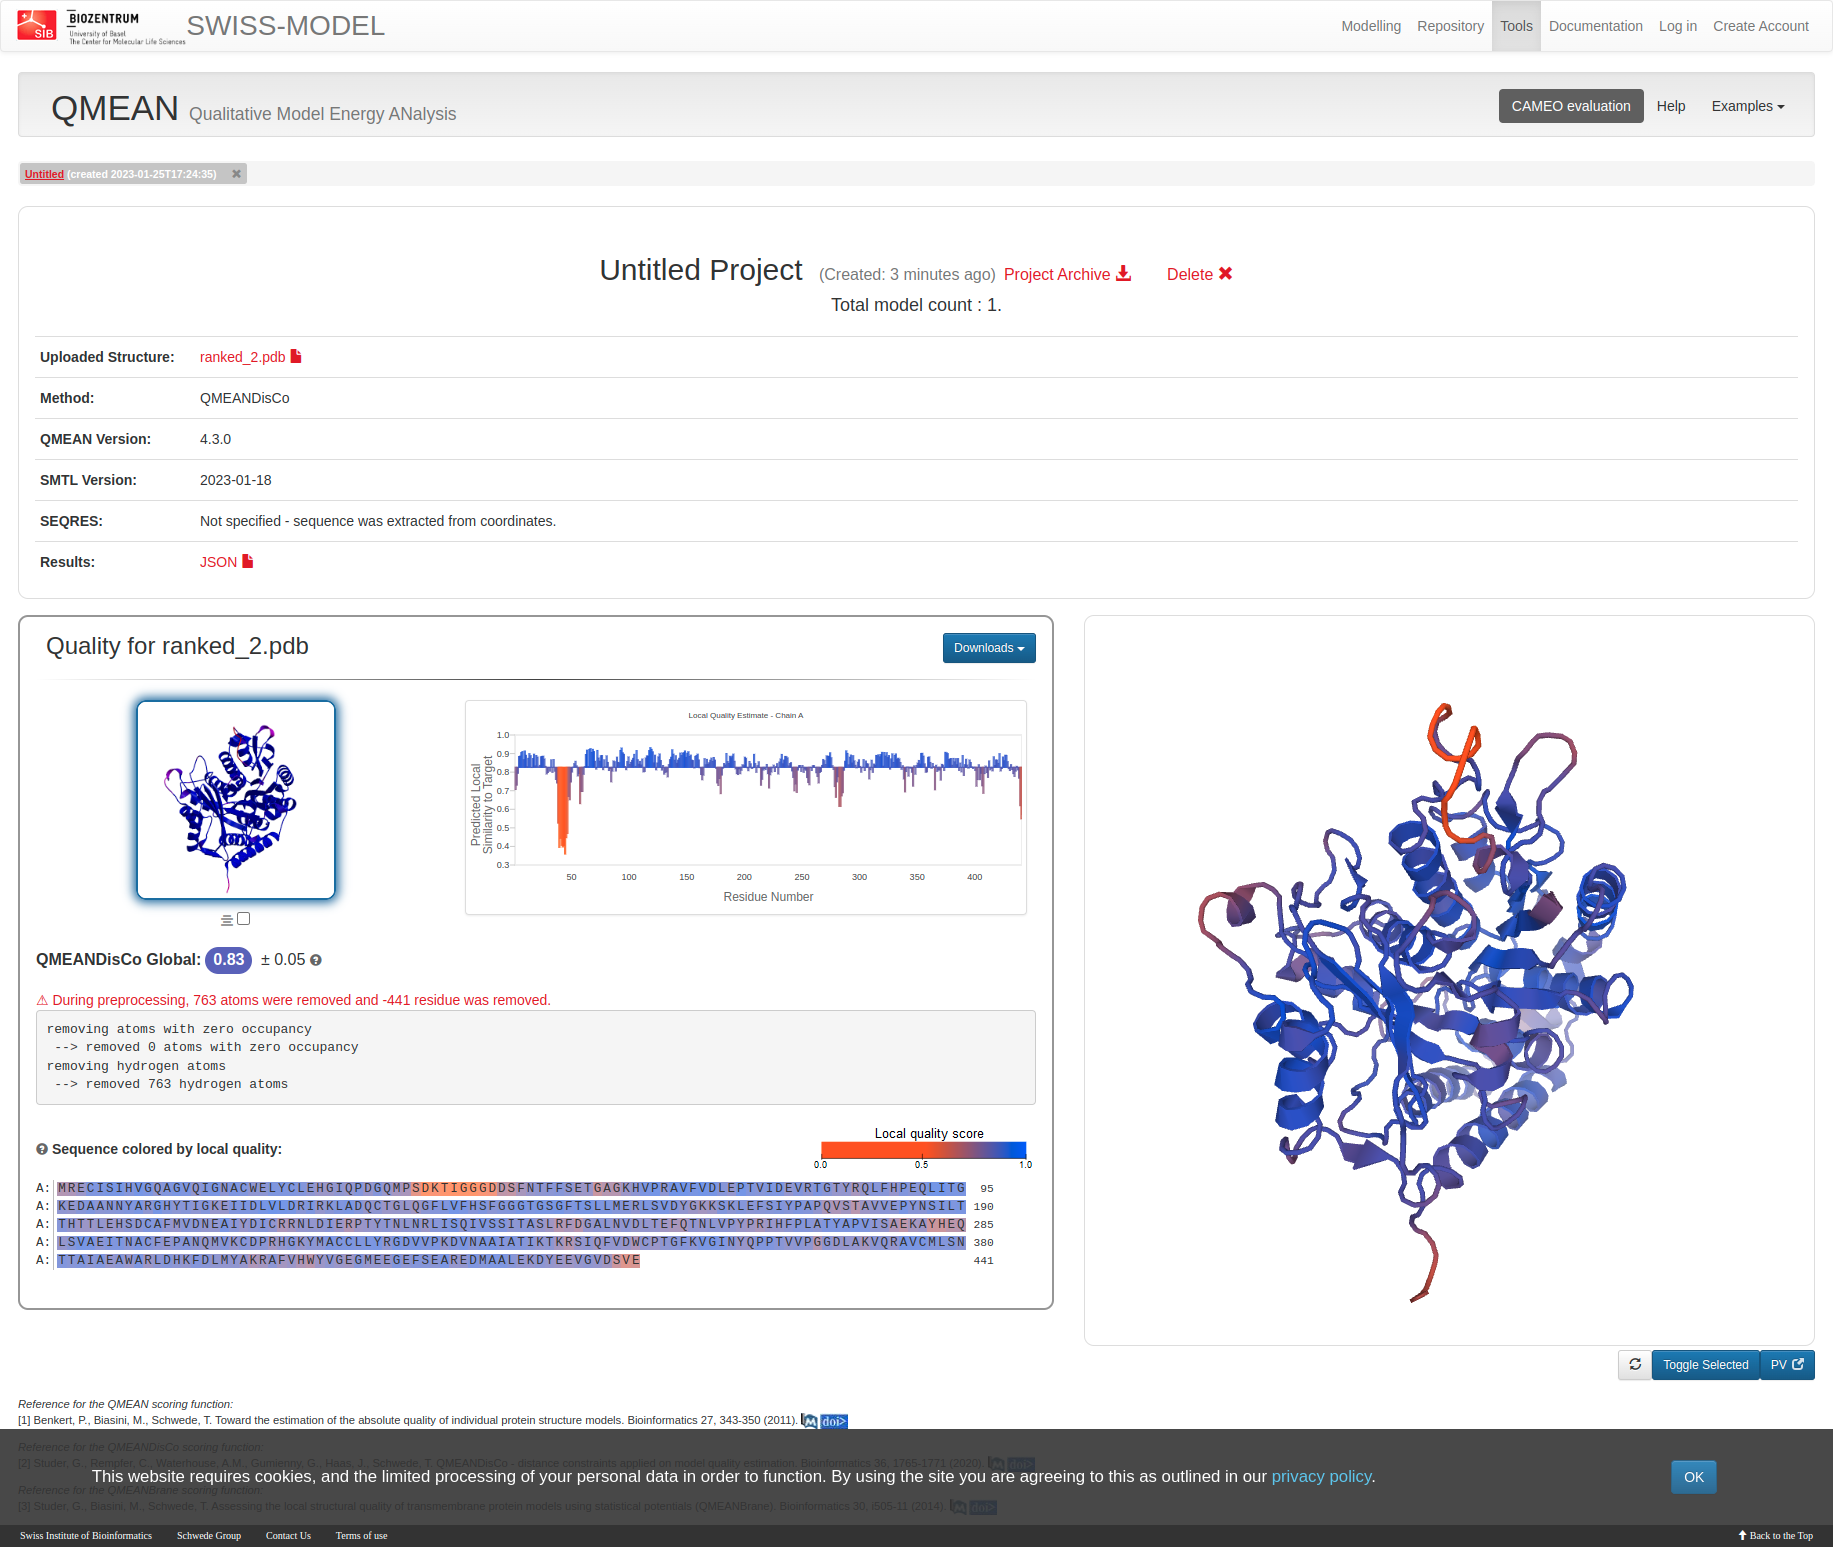 SIB
BIOZENTRUM
University of Basel
The Center for Molecular Life Sciences
SWISS-MODEL
Modelling
Repository
Tools
Documentation
Log in
Create Account
QMEAN Qualitative Model Energy ANalysis
CAMEO evaluation
Help
Examples
Untitled (created 2023-01-25T17:24:35)
Untitled Project (Created: 3 minutes ago) Project Archive Delete
Total model count : 1.
Uploaded Structure: ranked_2.pdb
Method: QMEANDisCo
QMEAN Version: 4.3.0
SMTL Version: 2023-01-18
SEQRES: Not specified - sequence was extracted from coordinates.
Results: JSON
Quality for ranked_2.pdb
Downloads
Local Quality Estimate - Chain A
Predicted Local
Similarity to Target
1.0
0.9
0.8
0.7
0.6
0.5
0.4
0.3
50 100 150 200 250 300 350 400
Residue Number
QMEANDisCo Global: 0.83 ± 0.05
⚠ During preprocessing, 763 atoms were removed and -441 residue was removed.
removing atoms with zero occupancy
--> removed 0 atoms with zero occupancy
removing hydrogen atoms
--> removed 763 hydrogen atoms
Local quality score
0.0 0.5 1.0
Sequence colored by local quality:
A: MRECISIHVGQAGVQIGNACWELYCLEHGIQPDGQMPSDKTIGGGDDSFNTFFSETGAGKHVPRAVFVDLEPTVIDEVRTGTYRQLFHPEQLITG 95
A: KEDAANNYARGHYTIGKEIIDLVLDRIRKLADQCTGLQGFLVFHSFGGGTGSGFTSLLMERLSVDYGKKSKLEFSIYPAPQVSTAVVEPYNSILT 190
A: THTTLEHSDCAFMVDNEAIYDICRRNLDIERPTYTNLNRLISQIVSSITASLRFDGALNVDLTEFQTNLVPYPRIHFPLATYAPVISAEKAYHEQ 285
A: LSVAEITNACFEPANQMVKCDPRHGKYMACCLLYRGDVVPKDVNAAIATIKTKRSIQFVDWCPTGFKVGINYQPPTVVPGGDLAKVQRAVCMLSN 380
A: TTAIAEAWARLDHKFDLMYAKRAFVHWYVGEGMEEGEFSEAREDMAALEKDYEEVGVDSVE 441
Toggle Selected
PV
Reference for the QMEAN scoring function:
[1] Benkert, P., Biasini, M., Schwede, T. Toward the estimation of the absolute quality of individual protein structure models. Bioinformatics 27, 343-350 (2011). M doi>
Reference for the QMEANDisCo scoring function:
[2] Studer, G., Rempfer, C., Waterhouse, A.M., Gumienny, G., Haas, J., Schwede, T. QMEANDisCo - distance constraints applied on model quality estimation. Bioinformatics 36, 1765-1771 (2020). M doi>
This website requires cookies, and the limited processing of your personal data in order to function. By using the site you are agreeing to this as outlined in our privacy policy.
OK
Reference for the QMEANBrane scoring function:
[3] Studer, G., Biasini, M., Schwede, T. Assessing the local structural quality of transmembrane protein models using statistical potentials (QMEANBrane). Bioinformatics 30, i505-11 (2014). M doi>
Swiss Institute of Bioinformatics
Schwede Group
Contact Us
Terms of use
Back to the Top